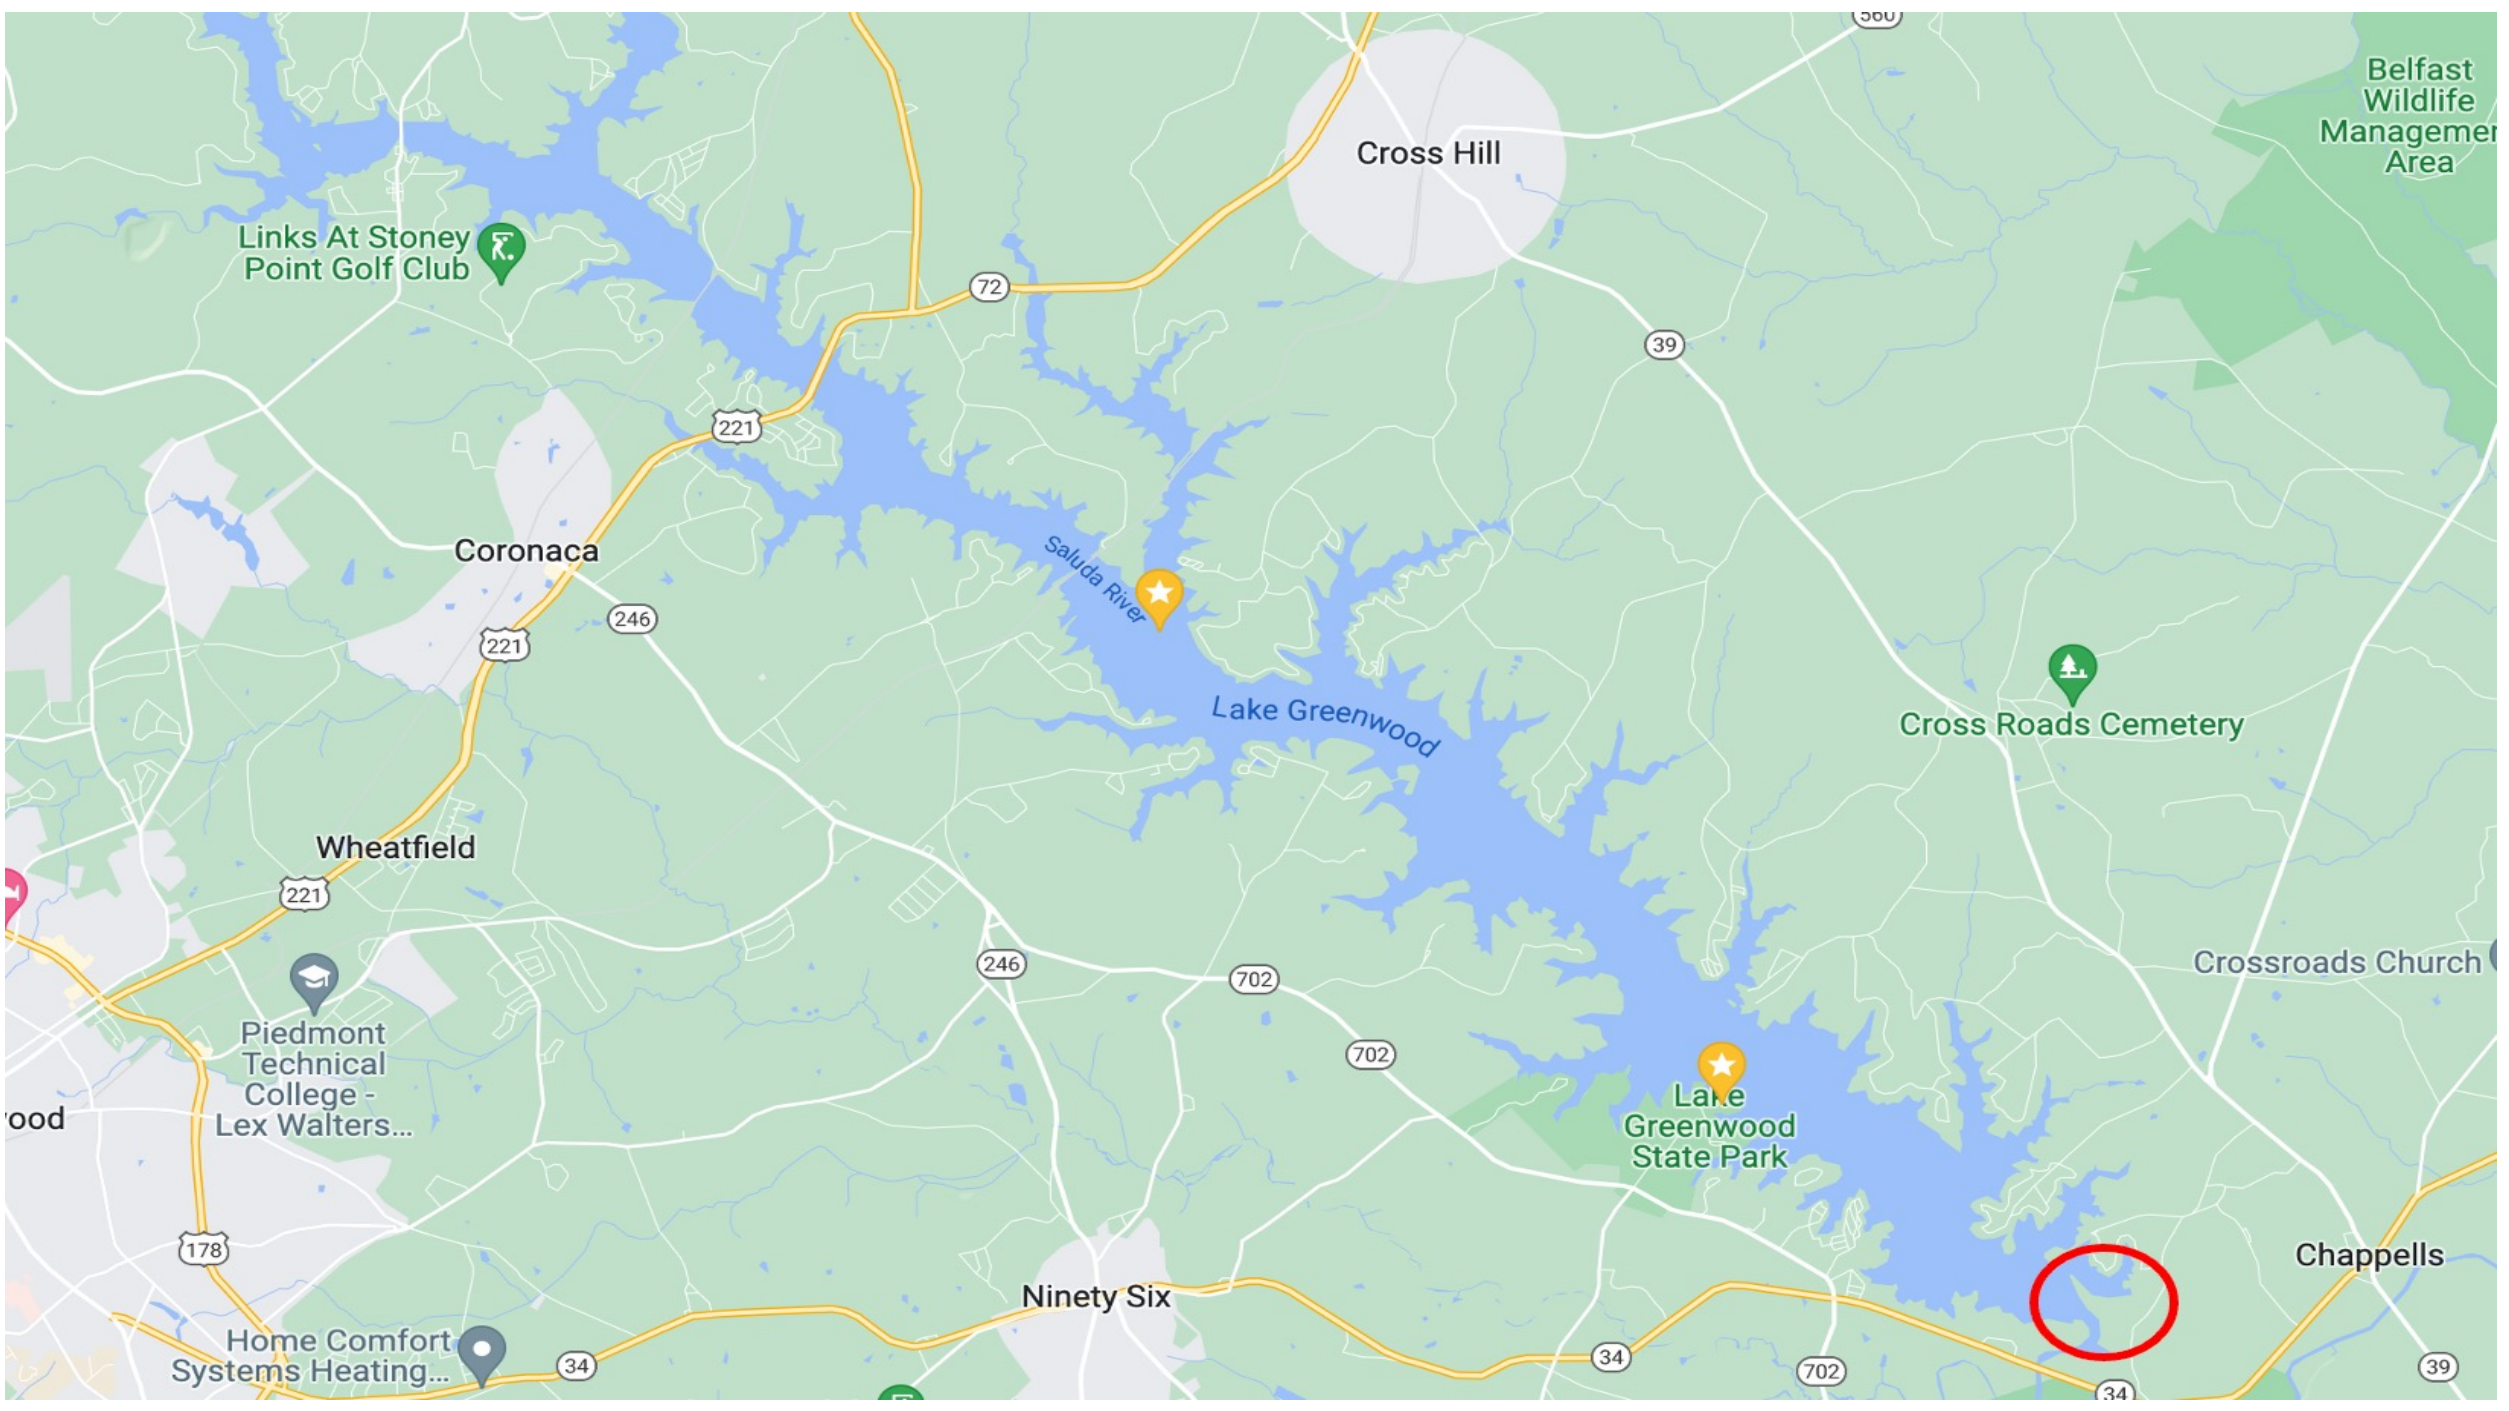 560
Belfast
Wildlife
Managemer
Area
Cross Hill
Links At Stoney
Point Golf Club
72
39
221
Coronaca
Saluda River
246
221
Lake Greenwood
Cross Roads Cemetery
Wheatfield
221
246
702
Crossroads Church
Piedmont
Technical
College -
Lex Walters...
702
Lake
Greenwood
State Park
ood
178
Chappells
Ninety Six
Home Comfort
Systems Heating...
34
34
702
39
34